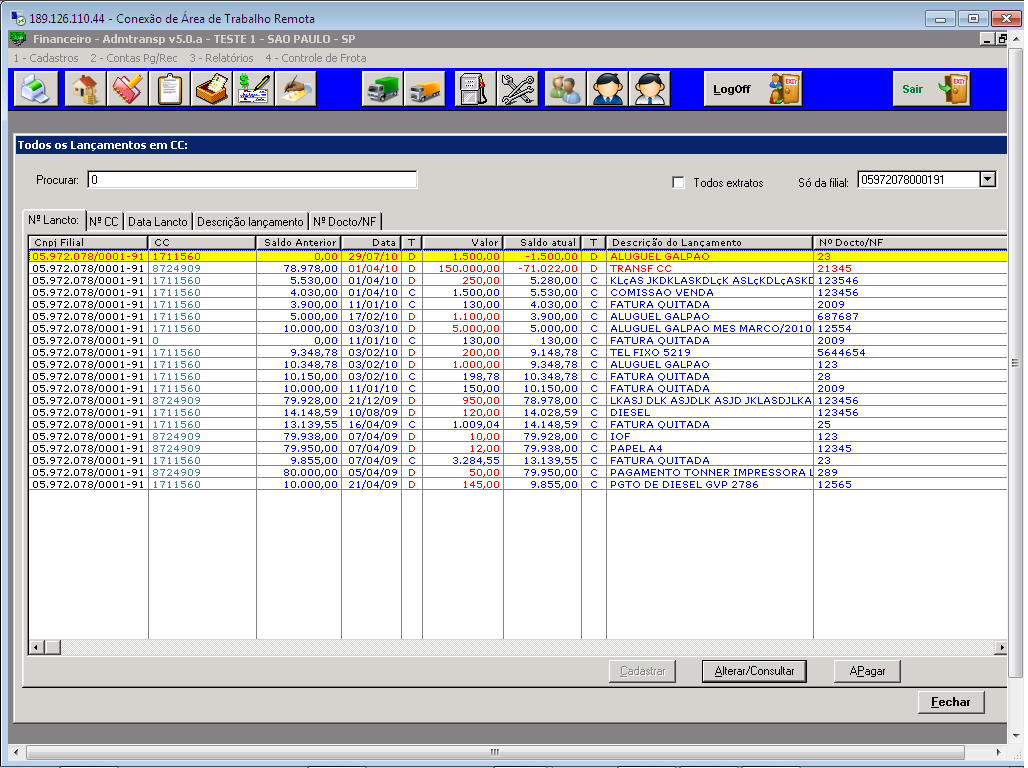 189.126.110.44 - Conexão de Área de Trabalho Remota
Financeiro - Admtransp v5.0.a - TESTE 1 - SAO PAULO - SP
1 - Cadastros 2 - Contas Pg/Rec 3 - Relatórios 4 - Controle de Frota
LogOff EXIT Sair EXIT
Todos os Lançamentos em CC:
Procurar: 0 Todos extratos Só da filial: 05972078000191
Nº Lancto: Nº CC Data Lancto Descrição lançamento Nº Docto/NF
Cnpj Filial CC Saldo Anterior Data T Valor Saldo atual T Descrição do Lançamento Nº Docto/NF
05.972.078/0001-91 1711560 0,00 29/07/10 D 1.500,00 -1.500,00 D ALUGUEL GALPAO 23
05.972.078/0001-91 8724909 78.978,00 01/04/10 D 150.000,00 -71.022,00 D TRANSF CC 21345
05.972.078/0001-91 1711560 5.530,00 01/04/10 D 250,00 5.280,00 C KLçAS JKDKLASKDLçK ASLçKDLçASKD 123546
05.972.078/0001-91 1711560 4.030,00 01/04/10 C 1.500,00 5.530,00 C COMISSAO VENDA 123456
05.972.078/0001-91 1711560 3.900,00 11/01/10 C 130,00 4.030,00 C FATURA QUITADA 2009
05.972.078/0001-91 1711560 5.000,00 17/02/10 D 1.100,00 3.900,00 C ALUGUEL GALPAO 687687
05.972.078/0001-91 1711560 10.000,00 03/03/10 D 5.000,00 5.000,00 C ALUGUEL GALPAO MES MARCO/2010 12554
05.972.078/0001-91 0 0,00 11/01/10 C 130,00 130,00 C FATURA QUITADA 2009
05.972.078/0001-91 1711560 9.348,78 03/02/10 D 200,00 9.148,78 C TEL FIXO 5219 5644654
05.972.078/0001-91 1711560 10.348,78 03/02/10 D 1.000,00 9.348,78 C ALUGUEL GALPAO 123
05.972.078/0001-91 1711560 10.150,00 03/02/10 C 198,78 10.348,78 C FATURA QUITADA 28
05.972.078/0001-91 1711560 10.000,00 11/01/10 C 150,00 10.150,00 C FATURA QUITADA 2009
05.972.078/0001-91 8724909 79.928,00 21/12/09 D 950,00 78.978,00 C LKASJ DLK ASJDLK ASJD JKLASDJLKA 123456
05.972.078/0001-91 1711560 14.148,59 10/08/09 D 120,00 14.028,59 C DIESEL 123456
05.972.078/0001-91 1711560 13.139,55 16/04/09 C 1.009,04 14.148,59 C FATURA QUITADA 25
05.972.078/0001-91 8724909 79.938,00 07/04/09 D 10,00 79.928,00 C IOF 123
05.972.078/0001-91 8724909 79.950,00 07/04/09 D 12,00 79.938,00 C PAPEL A4 12345
05.972.078/0001-91 1711560 9.855,00 07/04/09 C 3.284,55 13.139,55 C FATURA QUITADA 23
05.972.078/0001-91 8724909 80.000,00 05/04/09 D 50,00 79.950,00 C PAGAMENTO TONNER IMPRESSORA L 289
05.972.078/0001-91 1711560 10.000,00 21/04/09 D 145,00 9.855,00 C PGTO DE DIESEL GVP 2786 12565
Cadastrar Alterar/Consultar APagar
Fechar